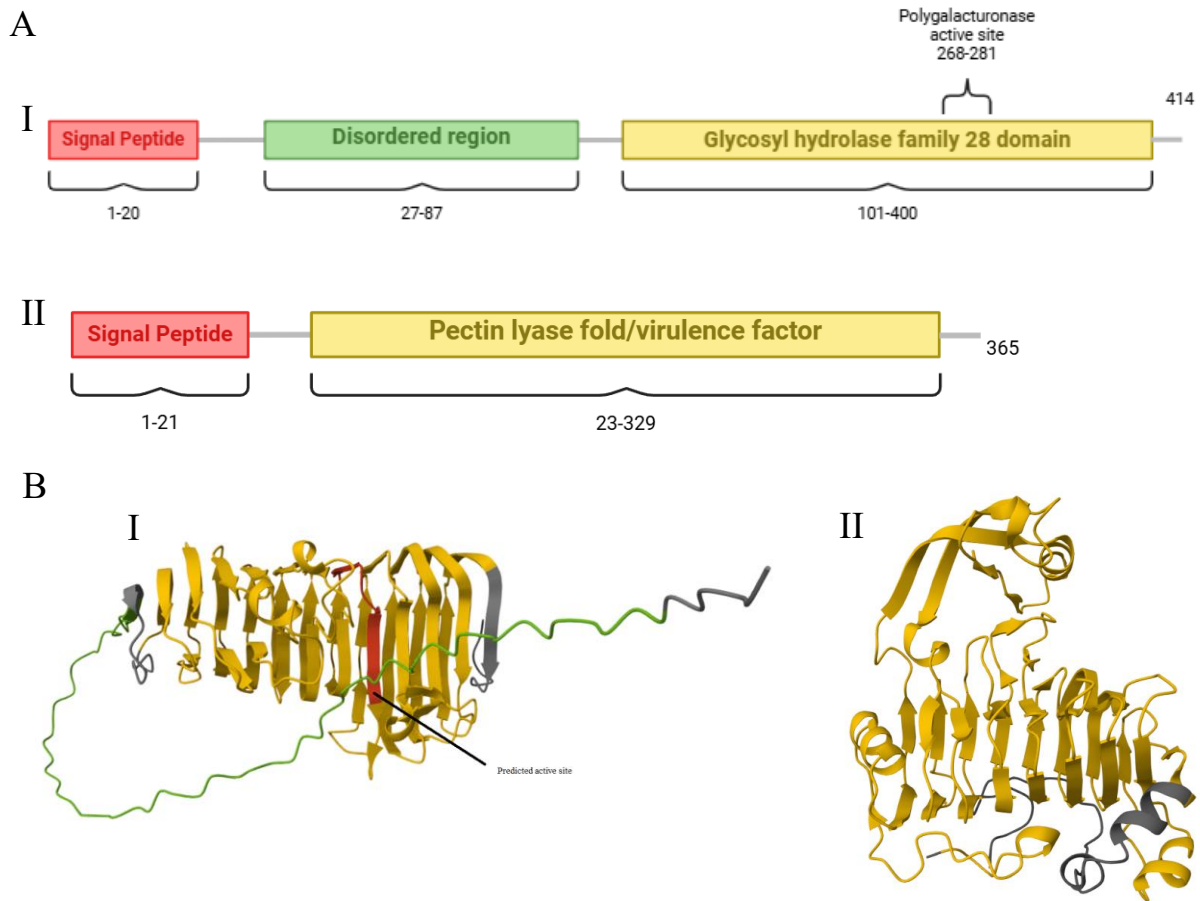 A
Polygalacturonase
active site
268-281
414
I
Signal Peptide
Disordered region
Glycosyl hydrolase family 28 domain
1-20
27-87
101-400
II
Signal Peptide
Pectin lyase fold/virulence factor
365
1-21
23-329
B
I
II
Predicted active site